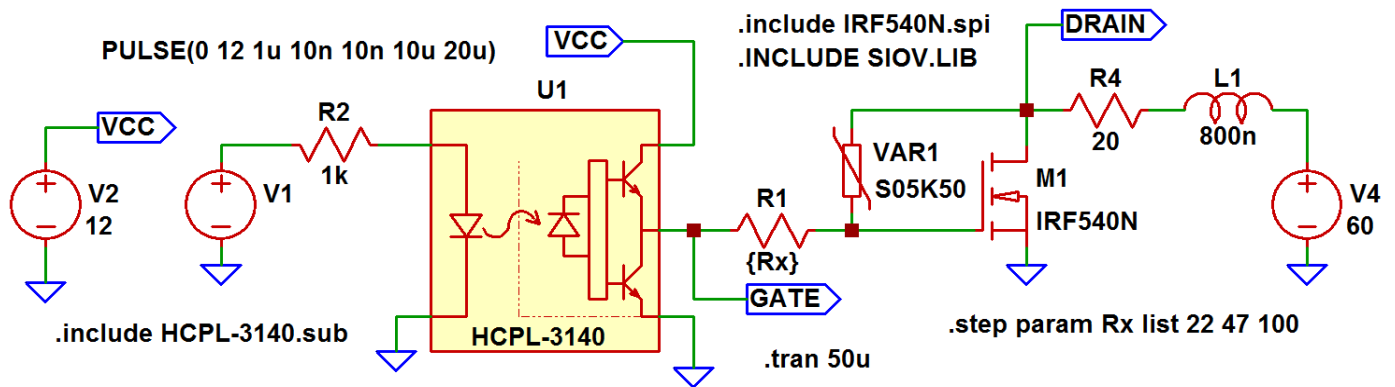 .include IRF540N.spi
.INCLUDE SIOV.LIB
DRAIN
PULSE(0 12 1u 10n 10n 10u 20u)
VCC
U1
R4
20
L1
800n
VCC
R2
1k
VAR1
S05K50
M1
IRF540N
V2
12
V1
R1
{Rx}
V4
60
GATE
.include HCPL-3140.sub
HCPL-3140
.tran 50u
.step param Rx list 22 47 100